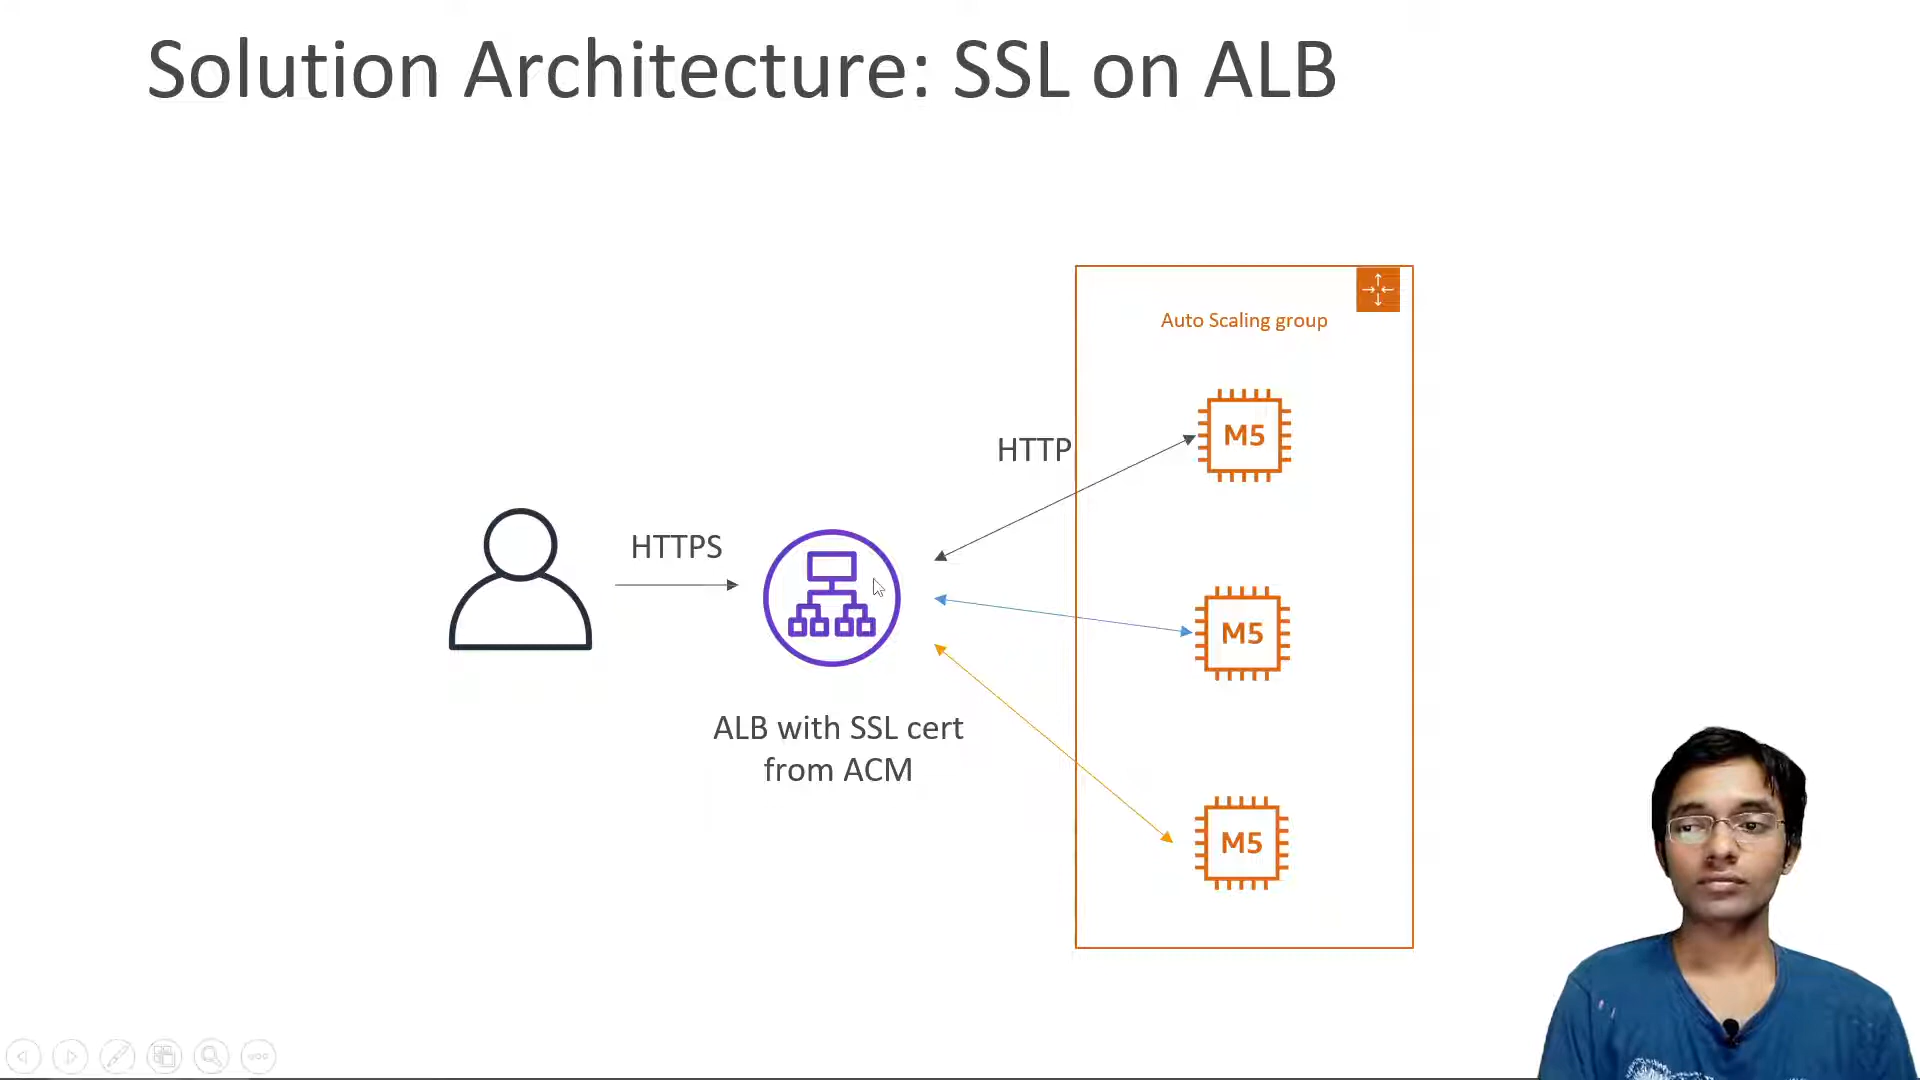 Solution Architecture: SSL on ALB
Auto Scaling group
M5
HTTP
HTTPS
M5
ALB with SSL cert
from ACM
M5